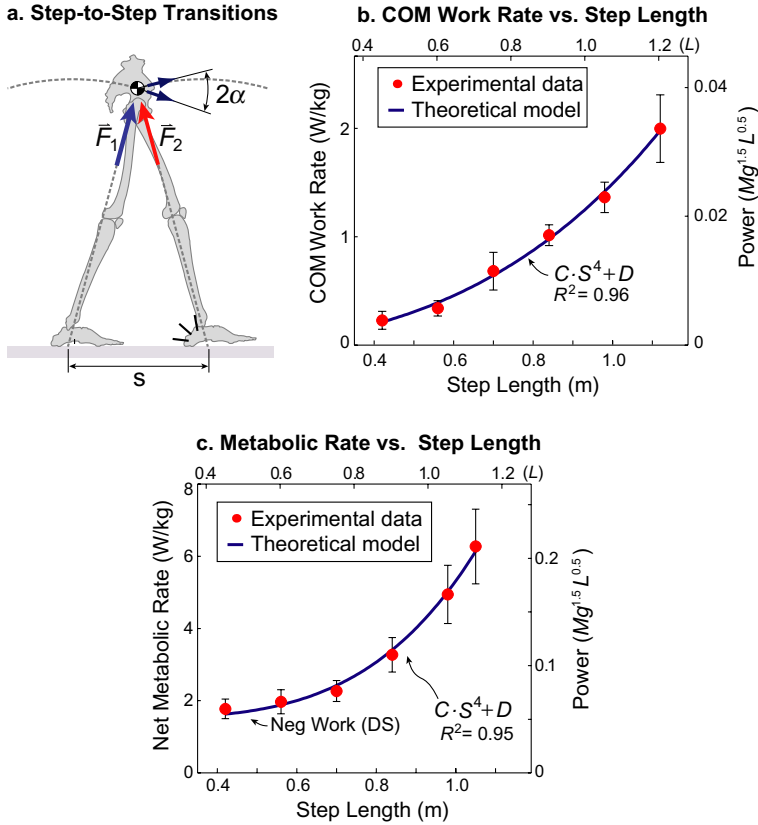 a. Step-to-Step Transitions
2α
F⃗1
F⃗2
s
b. COM Work Rate vs. Step Length
0.4 0.6 0.8 1.0 1.2 (L)
Experimental data
Theoretical model
COM Work Rate (W/kg)
2
1
0
0.04
0.02
0
Power (Mg^1.5 L^0.5)
C·S^4+D
R^2= 0.96
0.4 0.6 0.8 1.0
Step Length (m)
c. Metabolic Rate vs. Step Length
0.4 0.6 0.8 1.0 1.2 (L)
Experimental data
Theoretical model
Net Metabolic Rate (W/kg)
8
6
4
2
0
0.2
0.1
0
Power (Mg^1.5 L^0.5)
Neg Work (DS)
C·S^4+D
R^2= 0.95
0.4 0.6 0.8 1.0
Step Length (m)